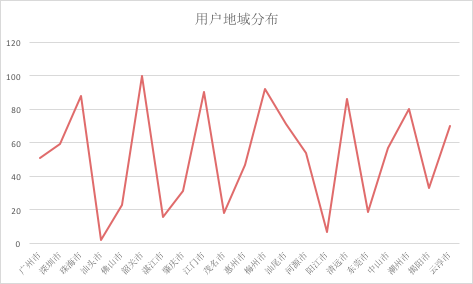 用户地域分布
120
100
80
60
40
20
0
广州市
深圳市
珠海市
汕头市
佛山市
韶关市
湛江市
肇庆市
江门市
茂名市
惠州市
梅州市
汕尾市
河源市
阳江市
清远市
东莞市
中山市
潮州市
揭阳市
云浮市